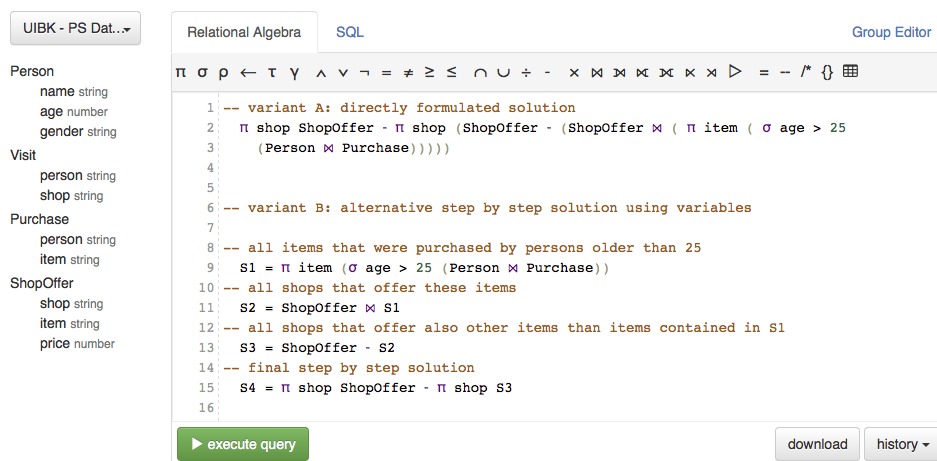 UIBK - PS Dat...
Relational Algebra
SQL
Group Editor
π σ ρ ← τ γ ∧ ∨ ¬ = ≠ ≥ ≤ ∩ ∪ ÷ - × ⋈ ⟕ ⟖ ⟗ ⋉ ⋊ ▷ = -- /* {}
Person
name string
age number
gender string
Visit
person string
shop string
Purchase
person string
item string
ShopOffer
shop string
item string
price number
1 -- variant A: directly formulated solution
2 π shop ShopOffer - π shop (ShopOffer - (ShopOffer ⋈ ( π item ( σ age > 25
3 (Person ⋈ Purchase)))))
4
5
6 -- variant B: alternative step by step solution using variables
7
8 -- all items that were purchased by persons older than 25
9 S1 = π item (σ age > 25 (Person ⋈ Purchase))
10 -- all shops that offer these items
11 S2 = ShopOffer ⋈ S1
12 -- all shops that offer also other items than items contained in S1
13 S3 = ShopOffer - S2
14 -- final step by step solution
15 S4 = π shop ShopOffer - π shop S3
16
execute query
download
history